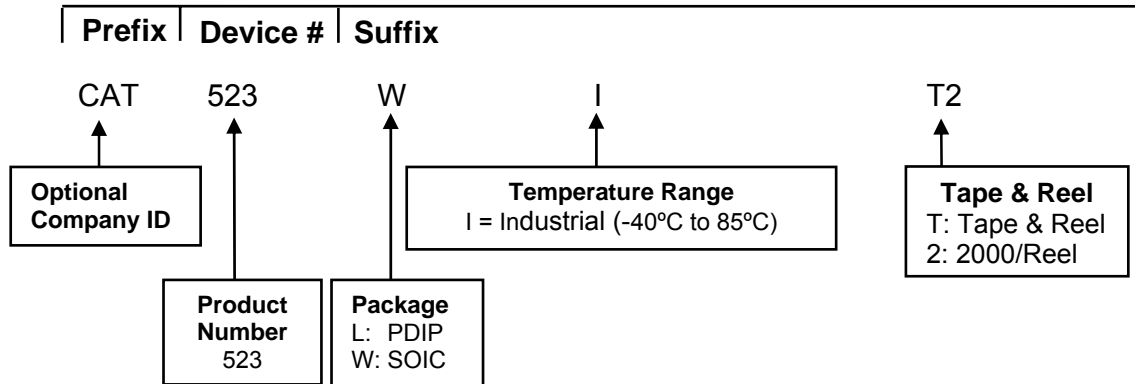 Prefix Device # Suffix
CAT 523 W I T2
Optional
Company ID
Temperature Range
I = Industrial (-40ºC to 85ºC)
Tape & Reel
T: Tape & Reel
2: 2000/Reel
Product
Number
523
Package
L: PDIP
W: SOIC